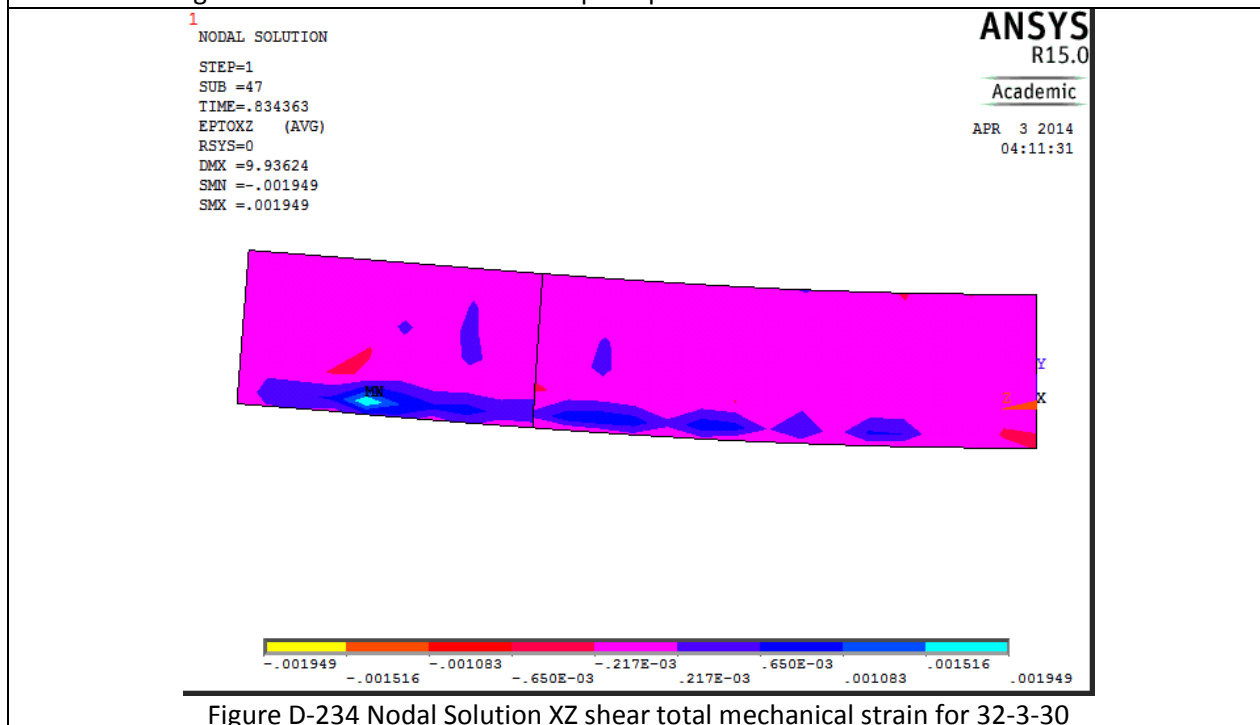 1
NODAL SOLUTION
STEP=1
SUB =47
TIME=.834363
EPTOXZ (AVG)
RSYS=0
DMX =9.93624
SMN =-.001949
SMX =.001949
ANSYS
R15.0
Academic
APR 3 2014
04:11:31
MN
Y
X
-.001949 -.001083 -.217E-03 .650E-03 .001516
-.001516 -.650E-03 .217E-03 .001083 .001949
Figure D-234 Nodal Solution XZ shear total mechanical strain for 32-3-30